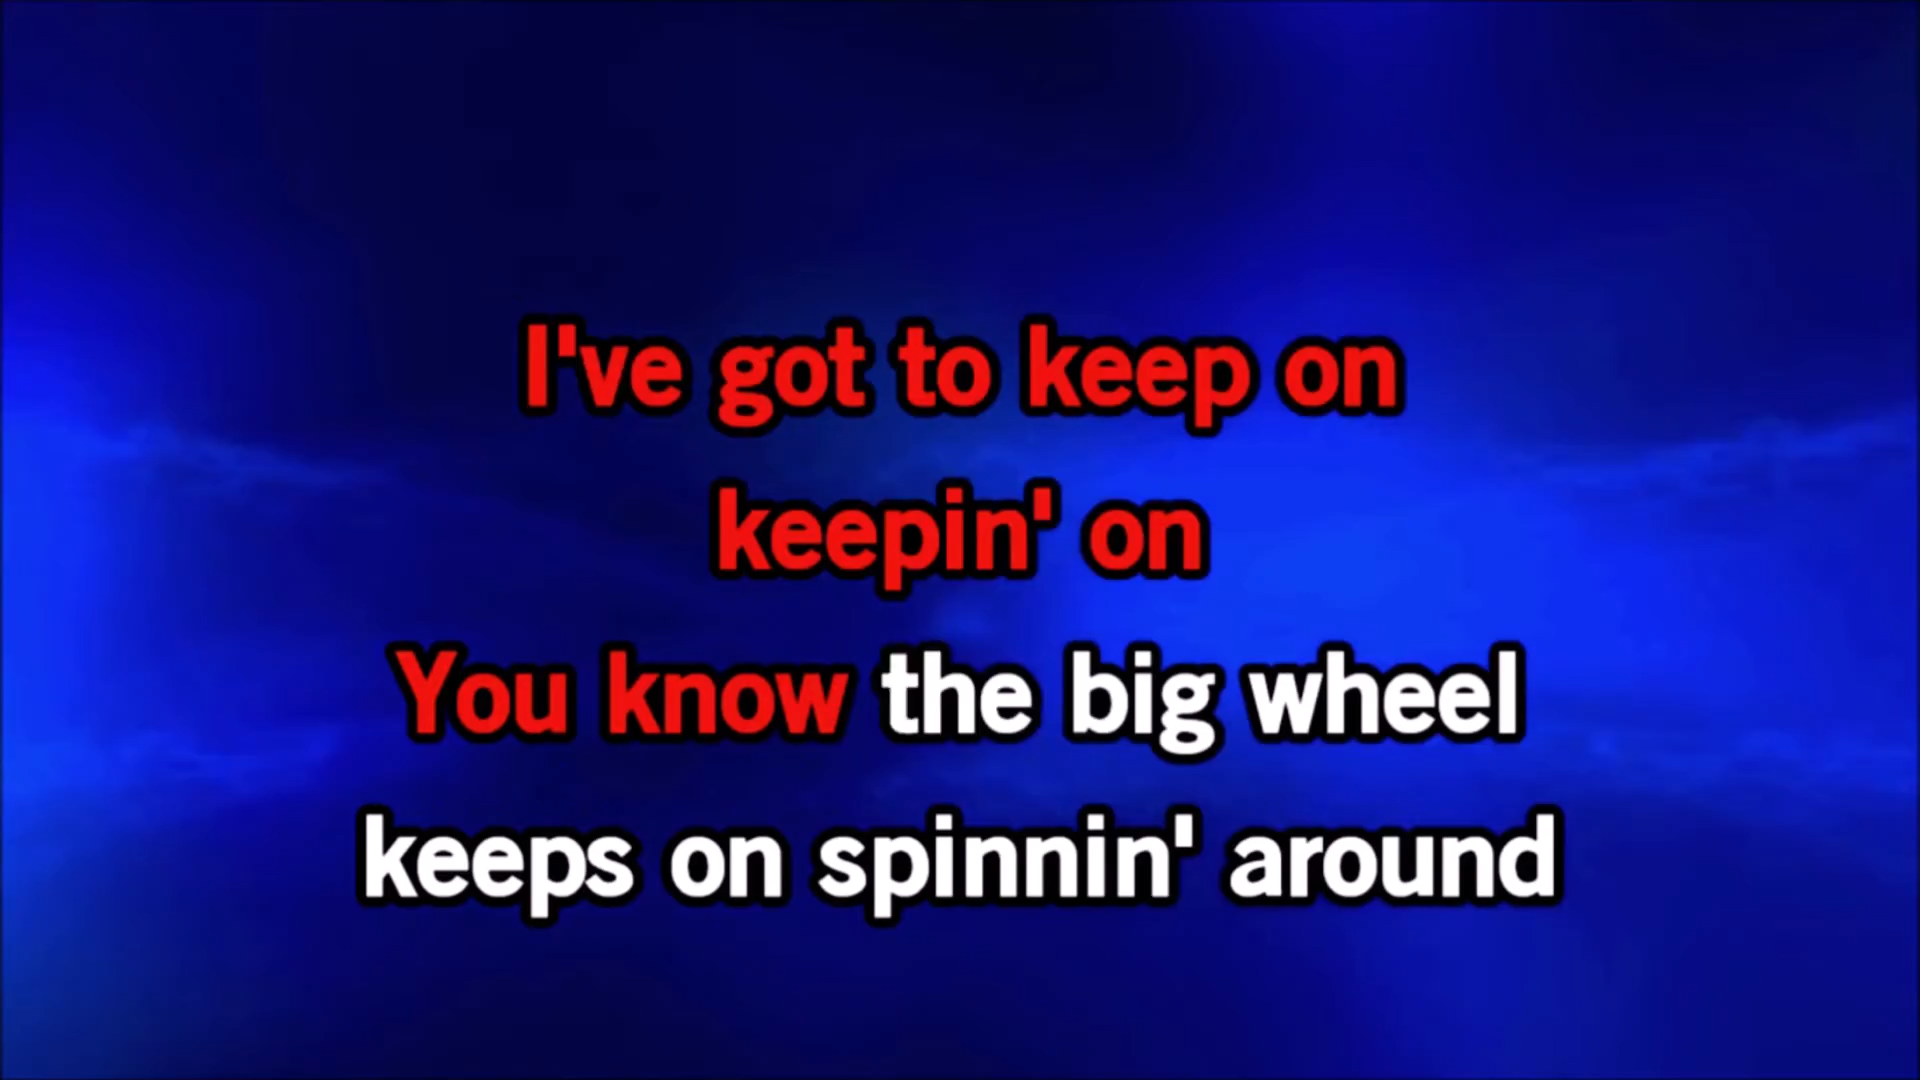 I've got to keep on
keepin' on
You know the big wheel
keeps on spinnin' around